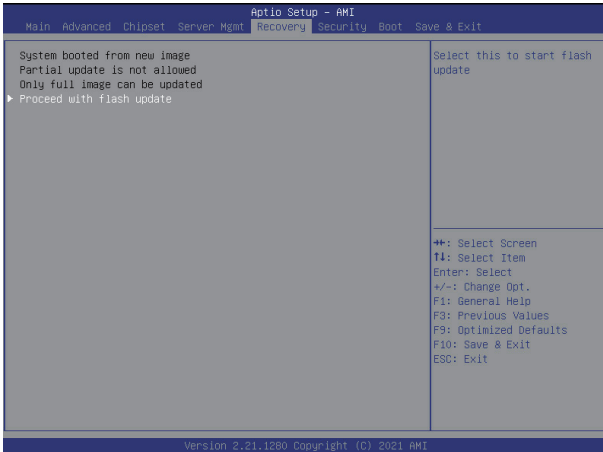 Aptio Setup – AMI
Main Advanced Chipset Server Mgmt Recovery Security Boot Save & Exit
System booted from new image
Partial update is not allowed
Only full image can be updated
▶ Proceed with flash update
Select this to start flash
update
→←: Select Screen
↑↓: Select Item
Enter: Select
+/-: Change Opt.
F1: General Help
F3: Previous Values
F9: Optimized Defaults
F10: Save & Exit
ESC: Exit
Version 2.21.1280 Copyright (C) 2021 AMI